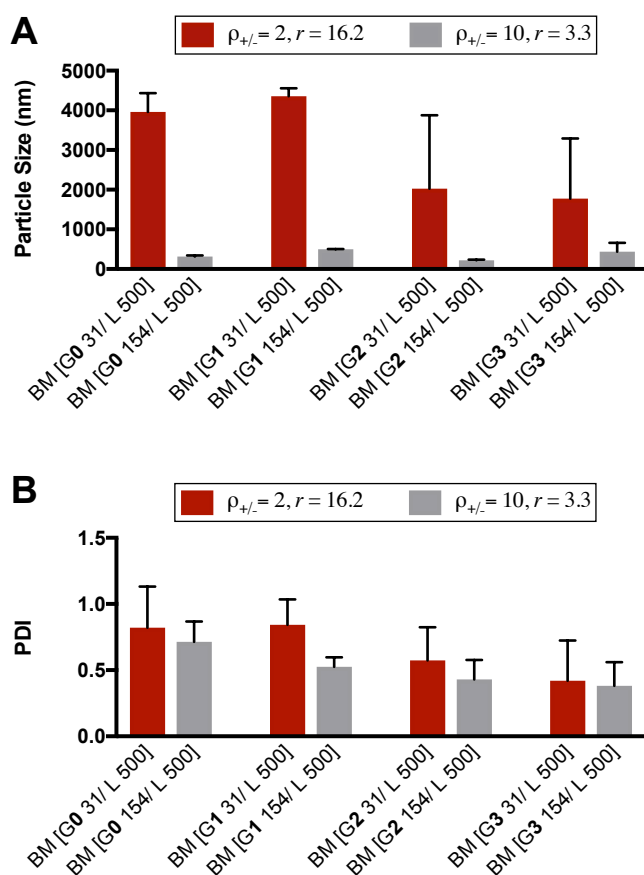 A
ρ+/- = 2, r = 16.2
ρ+/- = 10, r = 3.3
Particle Size (nm)
5000
4000
3000
2000
1000
0
BM [G0 31/ L 500]
BM [G0 154/ L 500]
BM [G1 31/ L 500]
BM [G1 154/ L 500]
BM [G2 31/ L 500]
BM [G2 154/ L 500]
BM [G3 31/ L 500]
BM [G3 154/ L 500]
B
ρ+/- = 2, r = 16.2
ρ+/- = 10, r = 3.3
PDI
1.5
1.0
0.5
0.0
BM [G0 31/ L 500]
BM [G0 154/ L 500]
BM [G1 31/ L 500]
BM [G1 154/ L 500]
BM [G2 31/ L 500]
BM [G2 154/ L 500]
BM [G3 31/ L 500]
BM [G3 154/ L 500]